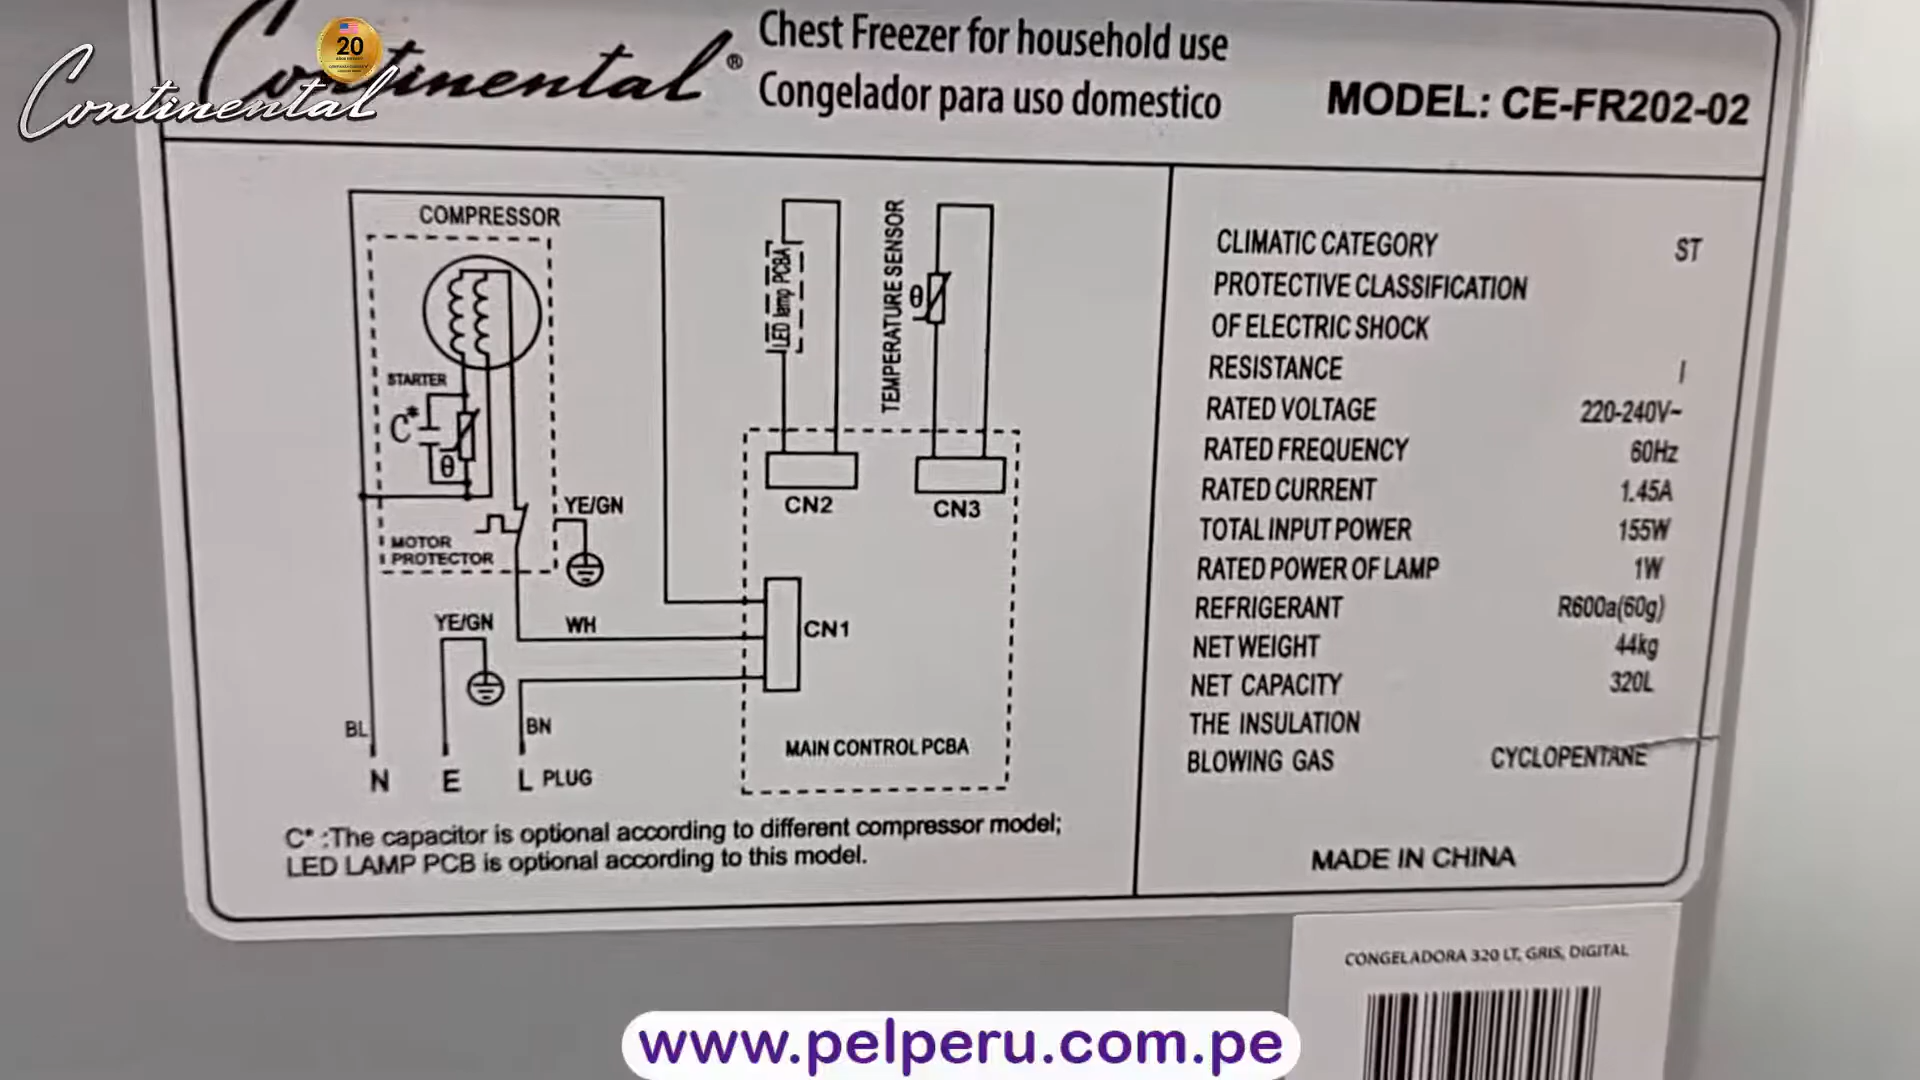 Continental
20
Continental®
Chest Freezer for household use
Congelador para uso domestico
MODEL: CE-FR202-02
COMPRESSOR
STARTER
C*
θ
MOTOR
PROTECTOR
YE/GN
YE/GN
WH
BL
BN
N E L PLUG
LED lamp PCBA
TEMPERATURE SENSOR
θ
CN2
CN3
CN1
MAIN CONTROL PCBA
C* :The capacitor is optional according to different compressor model;
LED LAMP PCB is optional according to this model.
CLIMATIC CATEGORY ST
PROTECTIVE CLASSIFICATION
OF ELECTRIC SHOCK
RESISTANCE I
RATED VOLTAGE 220-240V~
RATED FREQUENCY 60Hz
RATED CURRENT 1.45A
TOTAL INPUT POWER 155W
RATED POWER OF LAMP 1W
REFRIGERANT R600a(60g)
NET WEIGHT 44kg
NET CAPACITY 320L
THE INSULATION
BLOWING GAS CYCLOPENTANE
MADE IN CHINA
CONGELADORA 320 LT, GRIS, DIGITAL
www.pelperu.com.pe